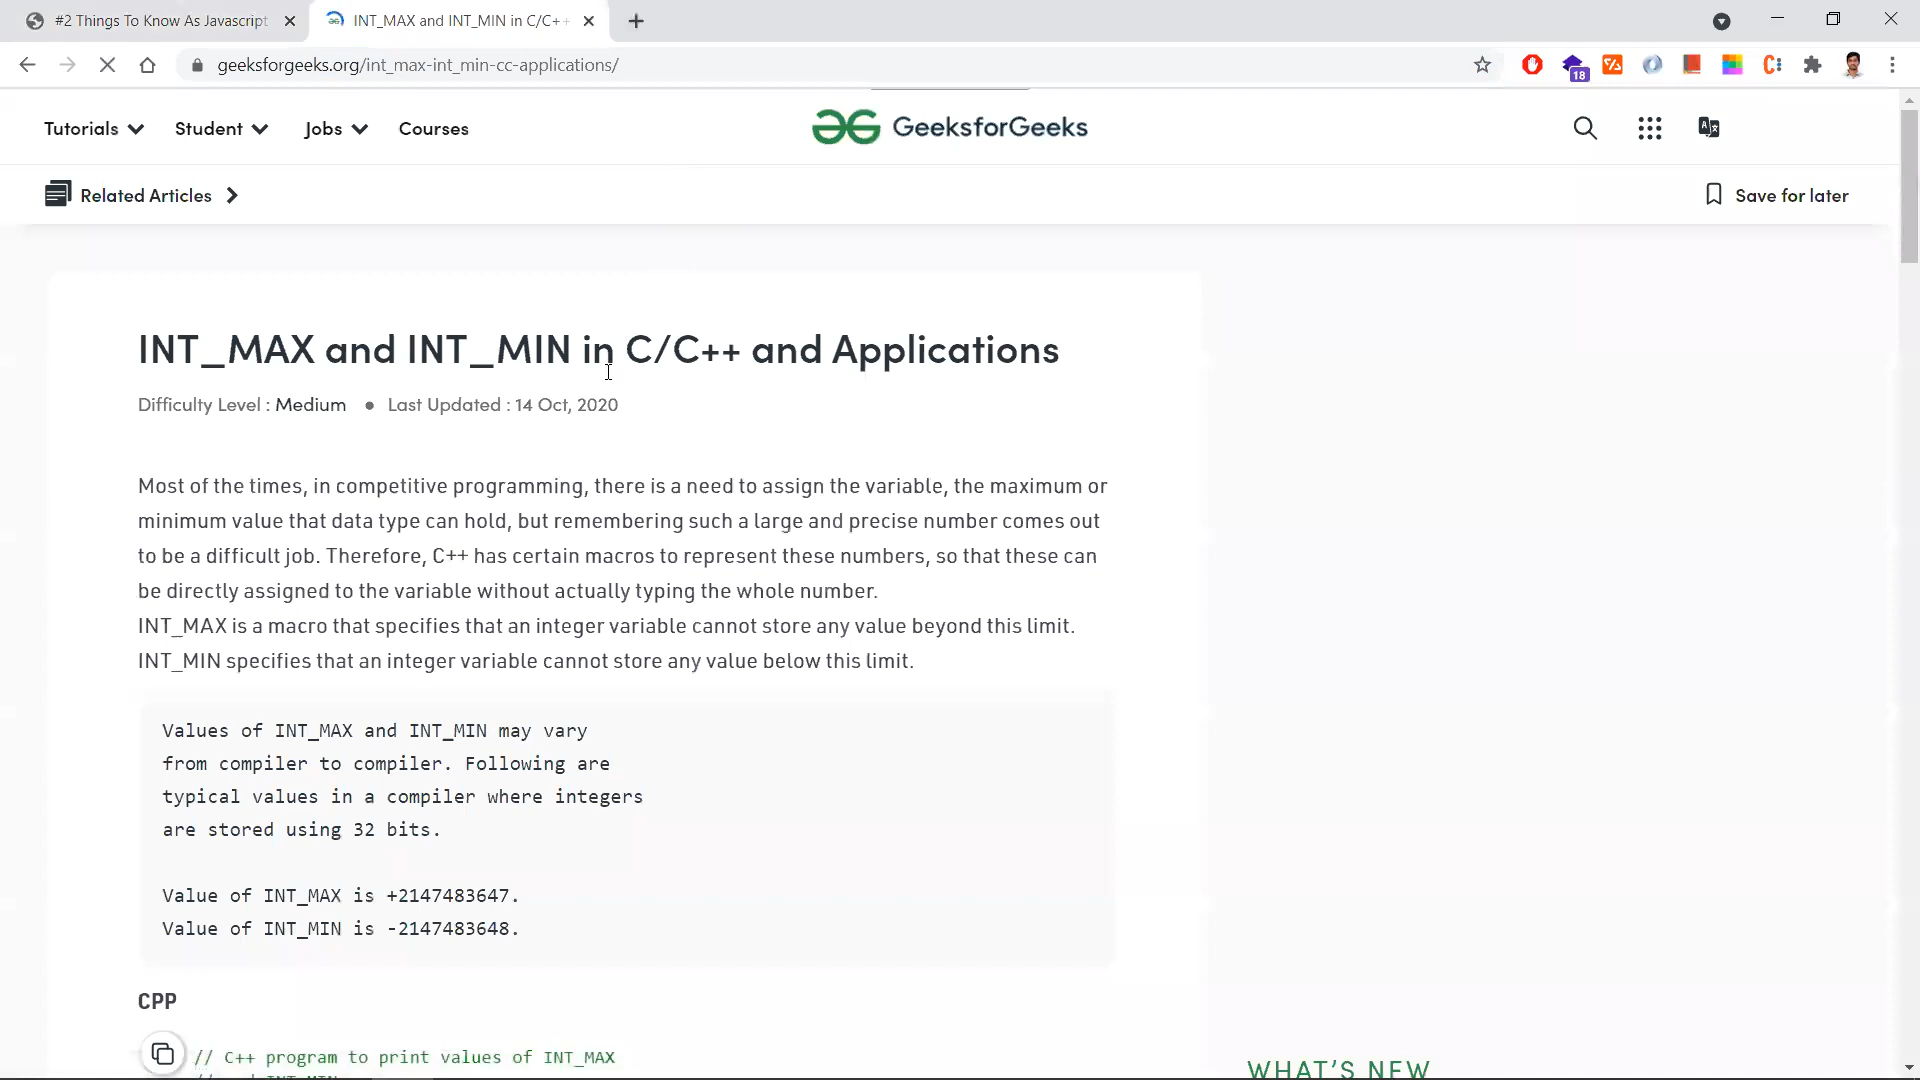 #2 Things To Know As Javascript
INT_MAX and INT_MIN in C/C++
geeksforgeeks.org/int_max-int_min-cc-applications/
18
Tutorials
Student
Jobs
Courses
GeeksforGeeks
Related Articles
Save for later
INT_MAX and INT_MIN in C/C++ and Applications
Difficulty Level : Medium ● Last Updated : 14 Oct, 2020
Most of the times, in competitive programming, there is a need to assign the variable, the maximum or
minimum value that data type can hold, but remembering such a large and precise number comes out
to be a difficult job. Therefore, C++ has certain macros to represent these numbers, so that these can
be directly assigned to the variable without actually typing the whole number.
INT_MAX is a macro that specifies that an integer variable cannot store any value beyond this limit.
INT_MIN specifies that an integer variable cannot store any value below this limit.
Values of INT_MAX and INT_MIN may vary
from compiler to compiler. Following are
typical values in a compiler where integers
are stored using 32 bits.
Value of INT_MAX is +2147483647.
Value of INT_MIN is -2147483648.
CPP
// C++ program to print values of INT_MAX
WHAT'S NEW